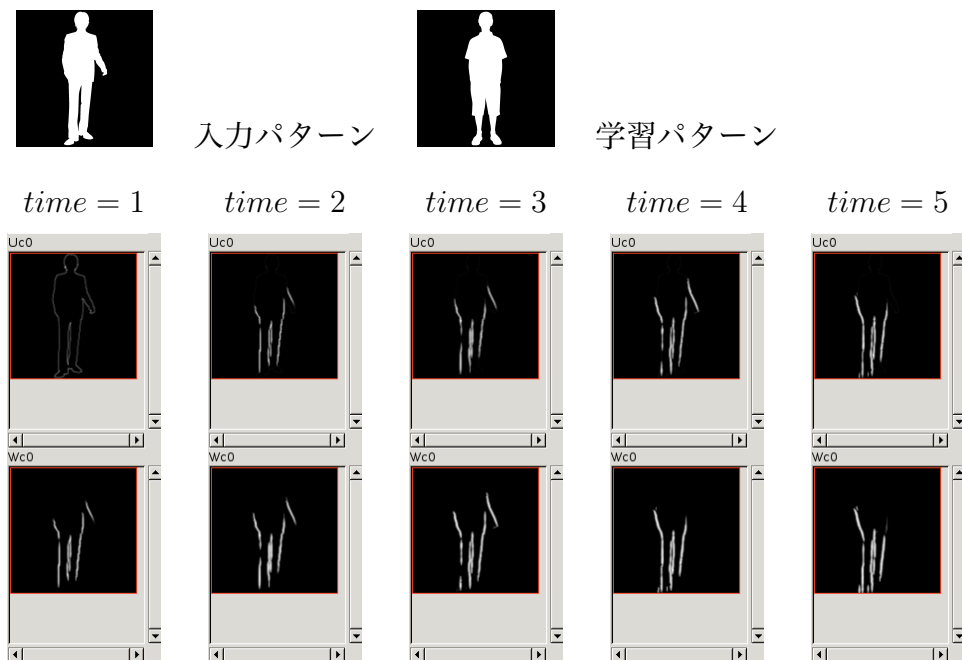 入力パターン 学習パターン
time = 1 time = 2 time = 3 time = 4 time = 5
Uc0 Uc0 Uc0 Uc0 Uc0
Wc0 Wc0 Wc0 Wc0 Wc0